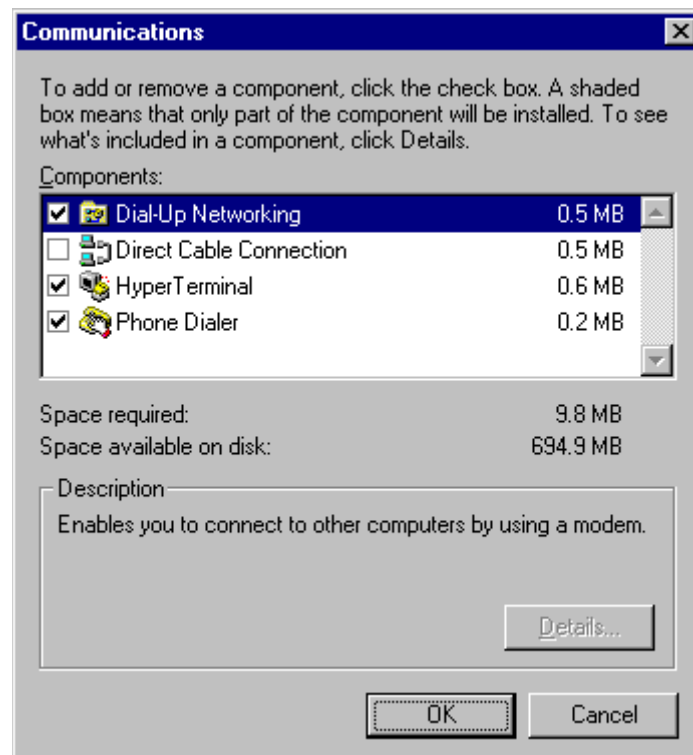 Communications
To add or remove a component, click the check box. A shaded
box means that only part of the component will be installed. To see
what's included in a component, click Details.
Components:
Dial-Up Networking 0.5 MB
Direct Cable Connection 0.5 MB
HyperTerminal 0.6 MB
Phone Dialer 0.2 MB
Space required: 9.8 MB
Space available on disk: 694.9 MB
Description
Enables you to connect to other computers by using a modem.
Details...
OK Cancel